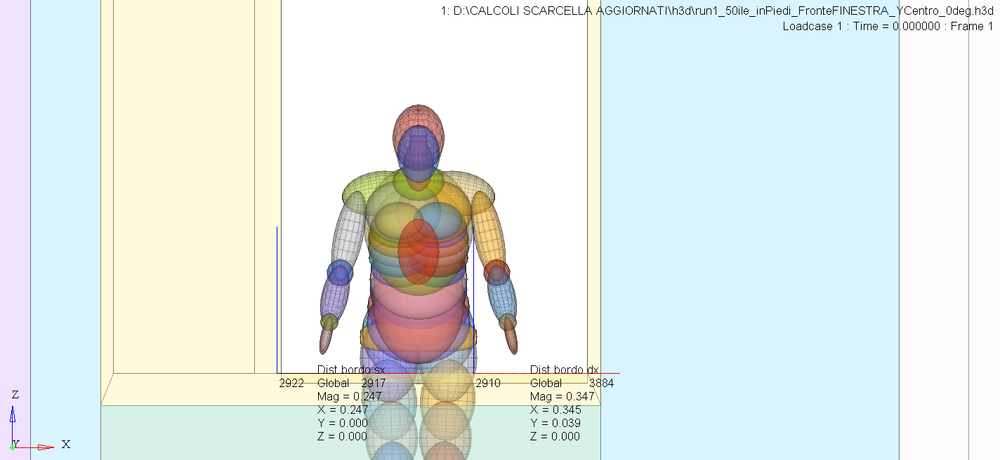 1: D:\CALCOLI SCARCELLA AGGIORNATI\h3d\run1_50ile_inPiedi_FronteFINESTRA_YCentro_0deg.h3d
Loadcase 1 : Time = 0.000000 : Frame 1
Dist bordo sx
2922 Global 2917
Mag = 0.247
X = 0.247
Y = 0.000
Z = 0.000
Dist bordo dx
2910 Global 3884
Mag = 0.347
X = 0.345
Y = 0.039
Z = 0.000
Z
Y
X